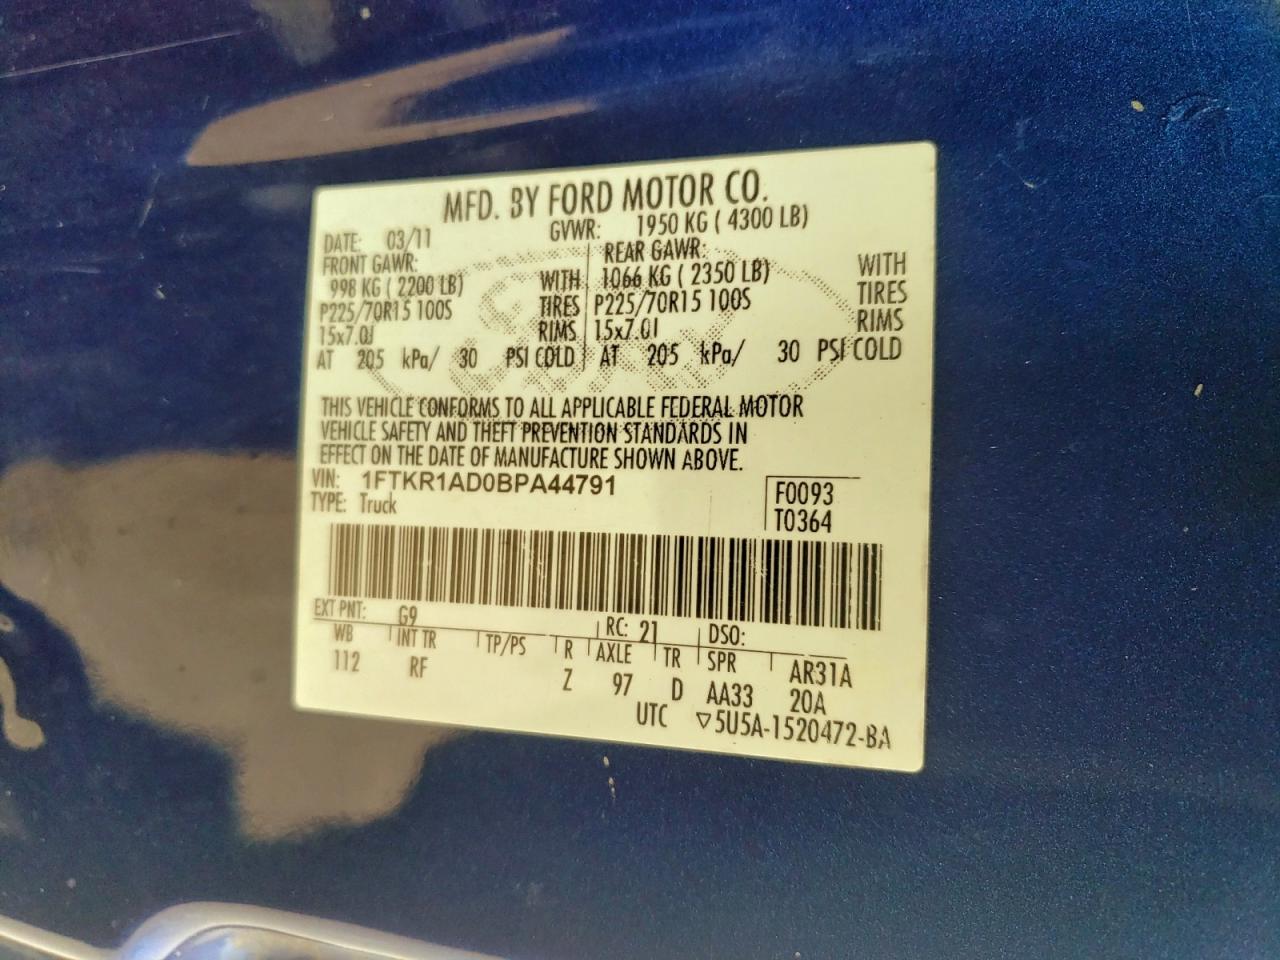 MFD. BY FORD MOTOR CO.
DATE: 03/11 GVWR: 1950 KG ( 4300 LB)
FRONT GAWR: REAR GAWR:
998 KG ( 2200 LB) WITH 1066 KG ( 2350 LB) WITH
P225/70R15 100S TIRES P225/70R15 100S TIRES
15x7.0J RIMS 15x7.0J RIMS
AT 205 kPa/ 30 PSI COLD AT 205 kPa/ 30 PSI COLD
THIS VEHICLE CONFORMS TO ALL APPLICABLE FEDERAL MOTOR
VEHICLE SAFETY AND THEFT PREVENTION STANDARDS IN
EFFECT ON THE DATE OF MANUFACTURE SHOWN ABOVE.
VIN: 1FTKR1AD0BPA44791 F0093
TYPE: Truck T0364
EXT PNT: G9 RC: 21 DSO:
WB INT TR TP/PS R AXLE TR SPR AR31A
112 RF Z 97 D AA33 20A
UTC ▽5U5A-1520472-BA